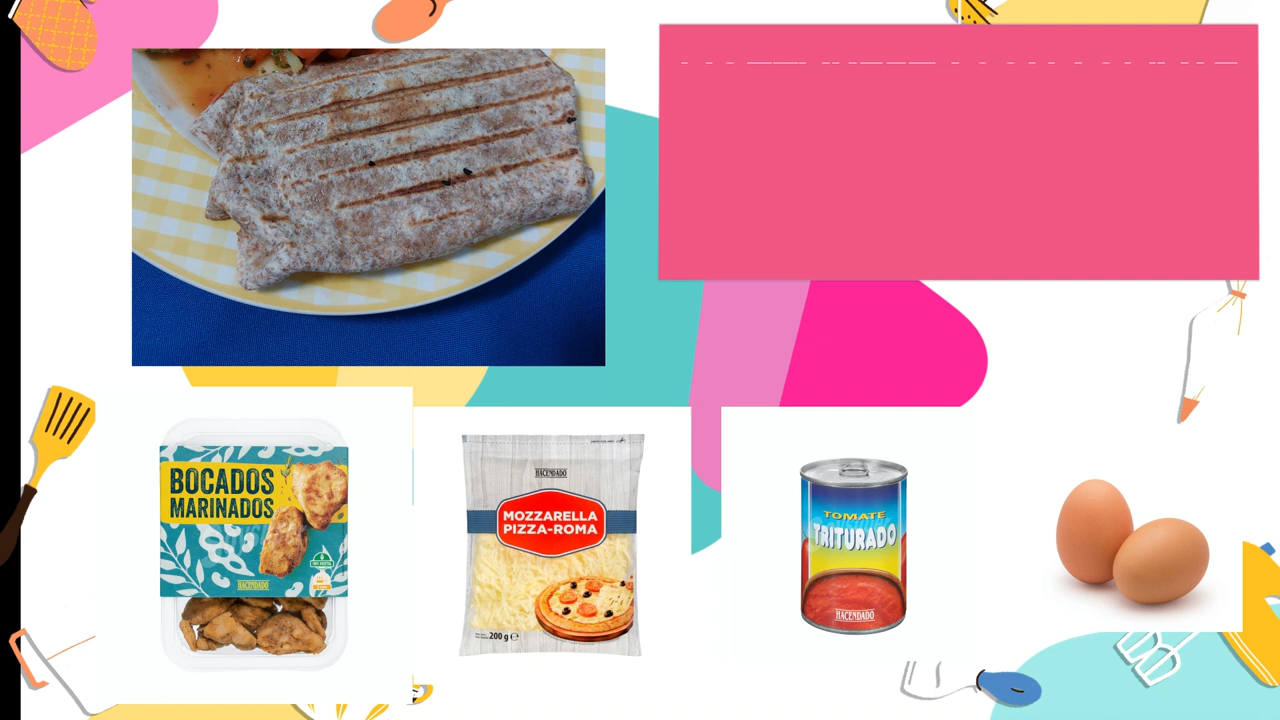 BOCADOS
MARINADOS
HACENDADO
HACENDADO
MOZZARELLA
PIZZA-ROMA
200 g e
TOMATE
TRITURADO
HACENDADO